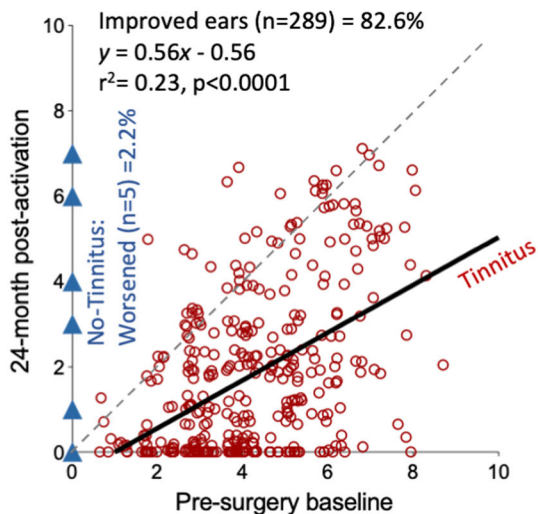 Improved ears (n=289) = 82.6%
y = 0.56x - 0.56
r²= 0.23, p<0.0001
24-month post-activation
No-Tinnitus:
Worsened (n=5) =2.2%
Tinnitus
10
8
6
4
2
0
0 2 4 6 8 10
Pre-surgery baseline